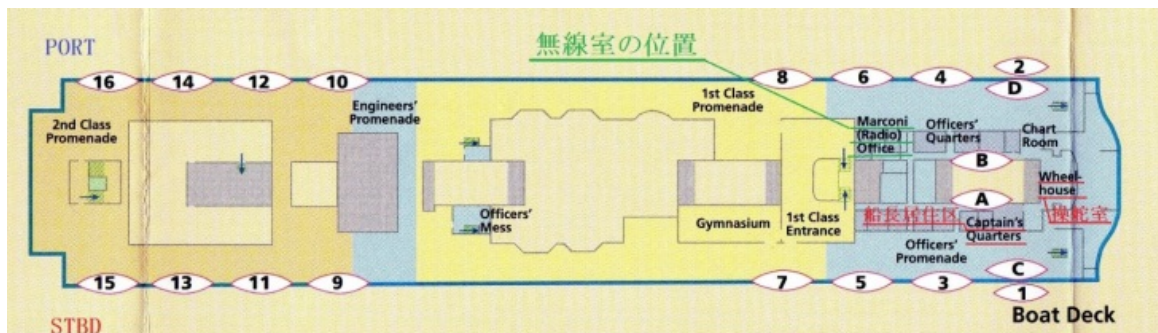 PORT
無線室の位置
16
14
12
10
8
6
4
2
D
2nd Class
Promenade
Engineers'
Promenade
1st Class
Promenade
Marconi
(Radio)
Office
Officers'
Quarters
Chart
Room
B
A
Wheel-
house
Officers'
Mess
Gymnasium
1st Class
Entrance
船長居住区
Captain's
Quarters
操舵室
Officers'
Promenade
15
13
11
9
7
5
3
C
1
STBD
Boat Deck